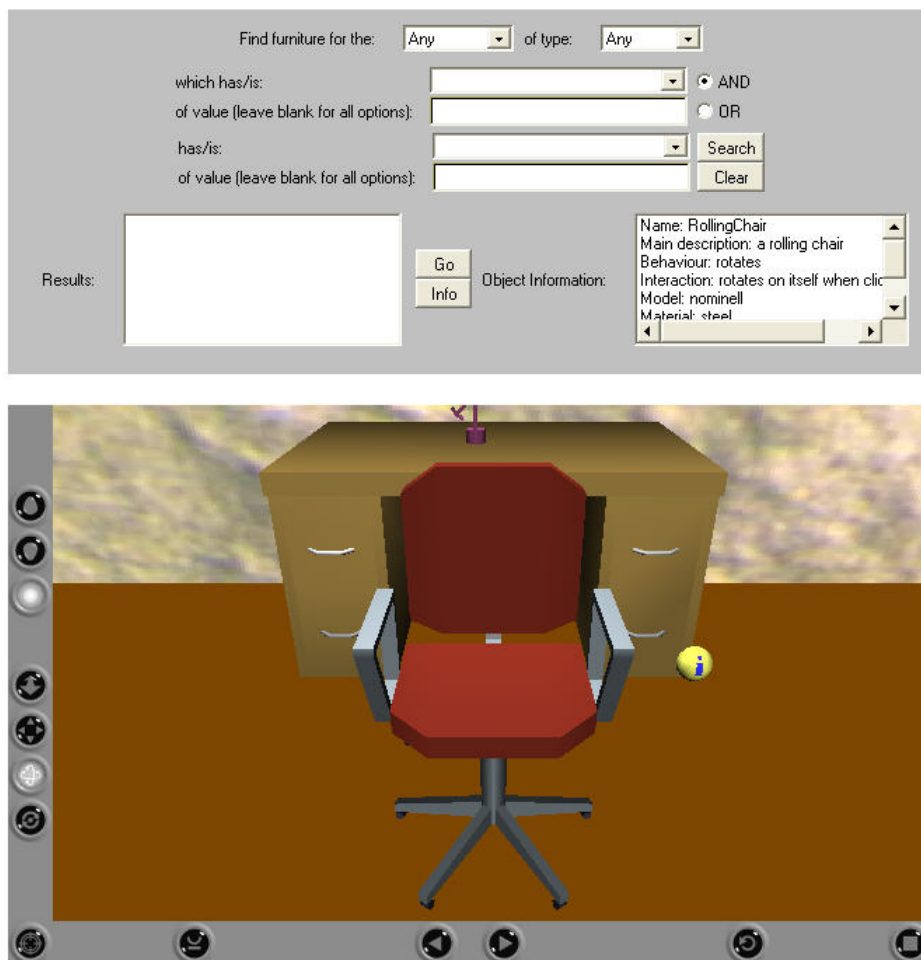 Find furniture for the: Any of type: Any
which has/is: AND
of value (leave blank for all options): OR
has/is: Search
of value (leave blank for all options): Clear
Results:
Go
Info
Object Information:
Name: RollingChair
Main description: a rolling chair
Behaviour: rotates
Interaction: rotates on itself when clic
Model: nominell
Material: steel
i